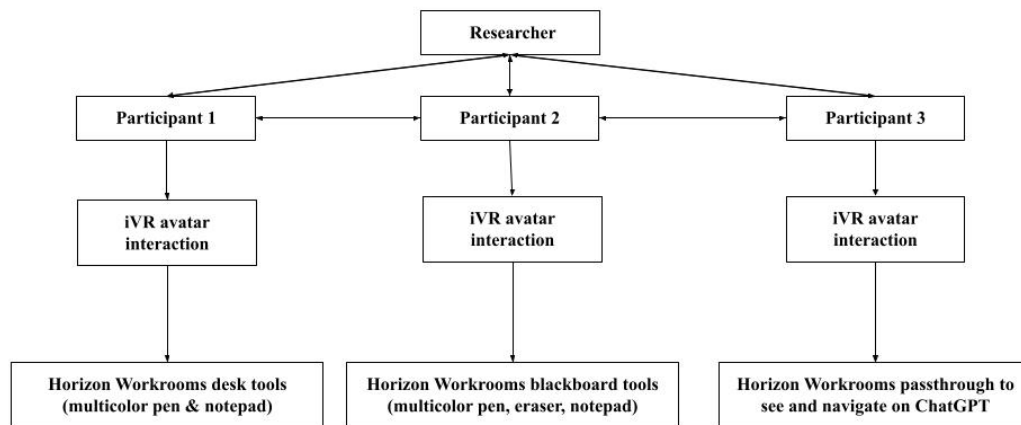 Researcher
Participant 1
Participant 2
Participant 3
iVR avatar
interaction
iVR avatar
interaction
iVR avatar
interaction
Horizon Workrooms desk tools
(multicolor pen & notepad)
Horizon Workrooms blackboard tools
(multicolor pen, eraser, notepad)
Horizon Workrooms passthrough to
see and navigate on ChatGPT